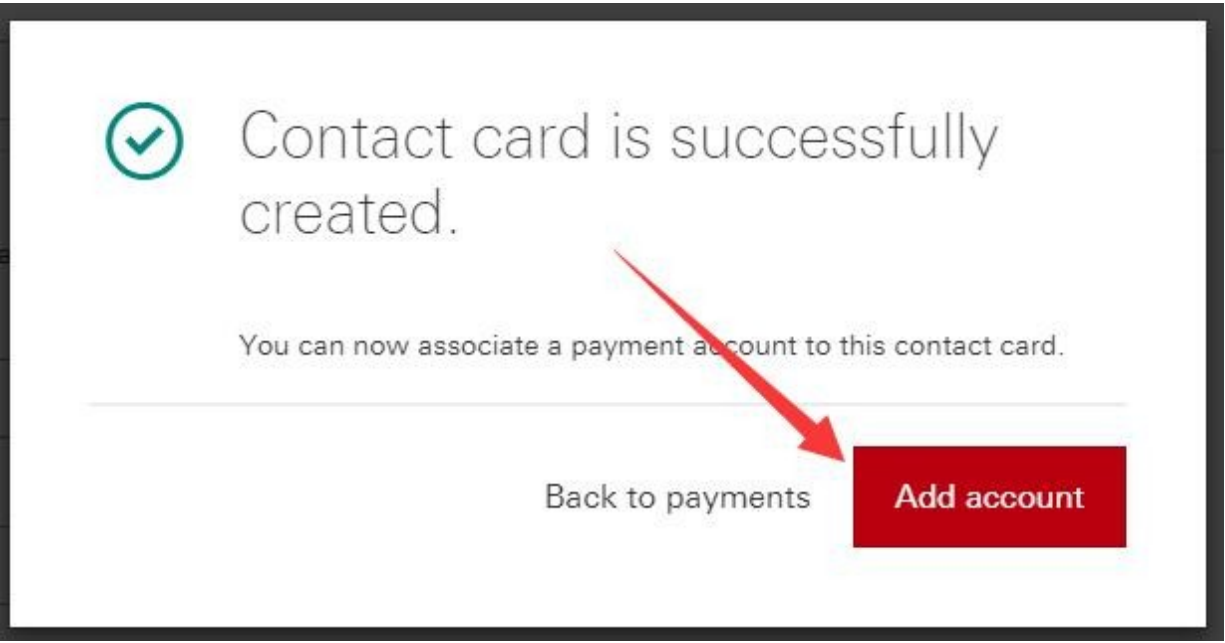 Contact card is successfully
created.
You can now associate a payment account to this contact card.
Back to payments
Add account